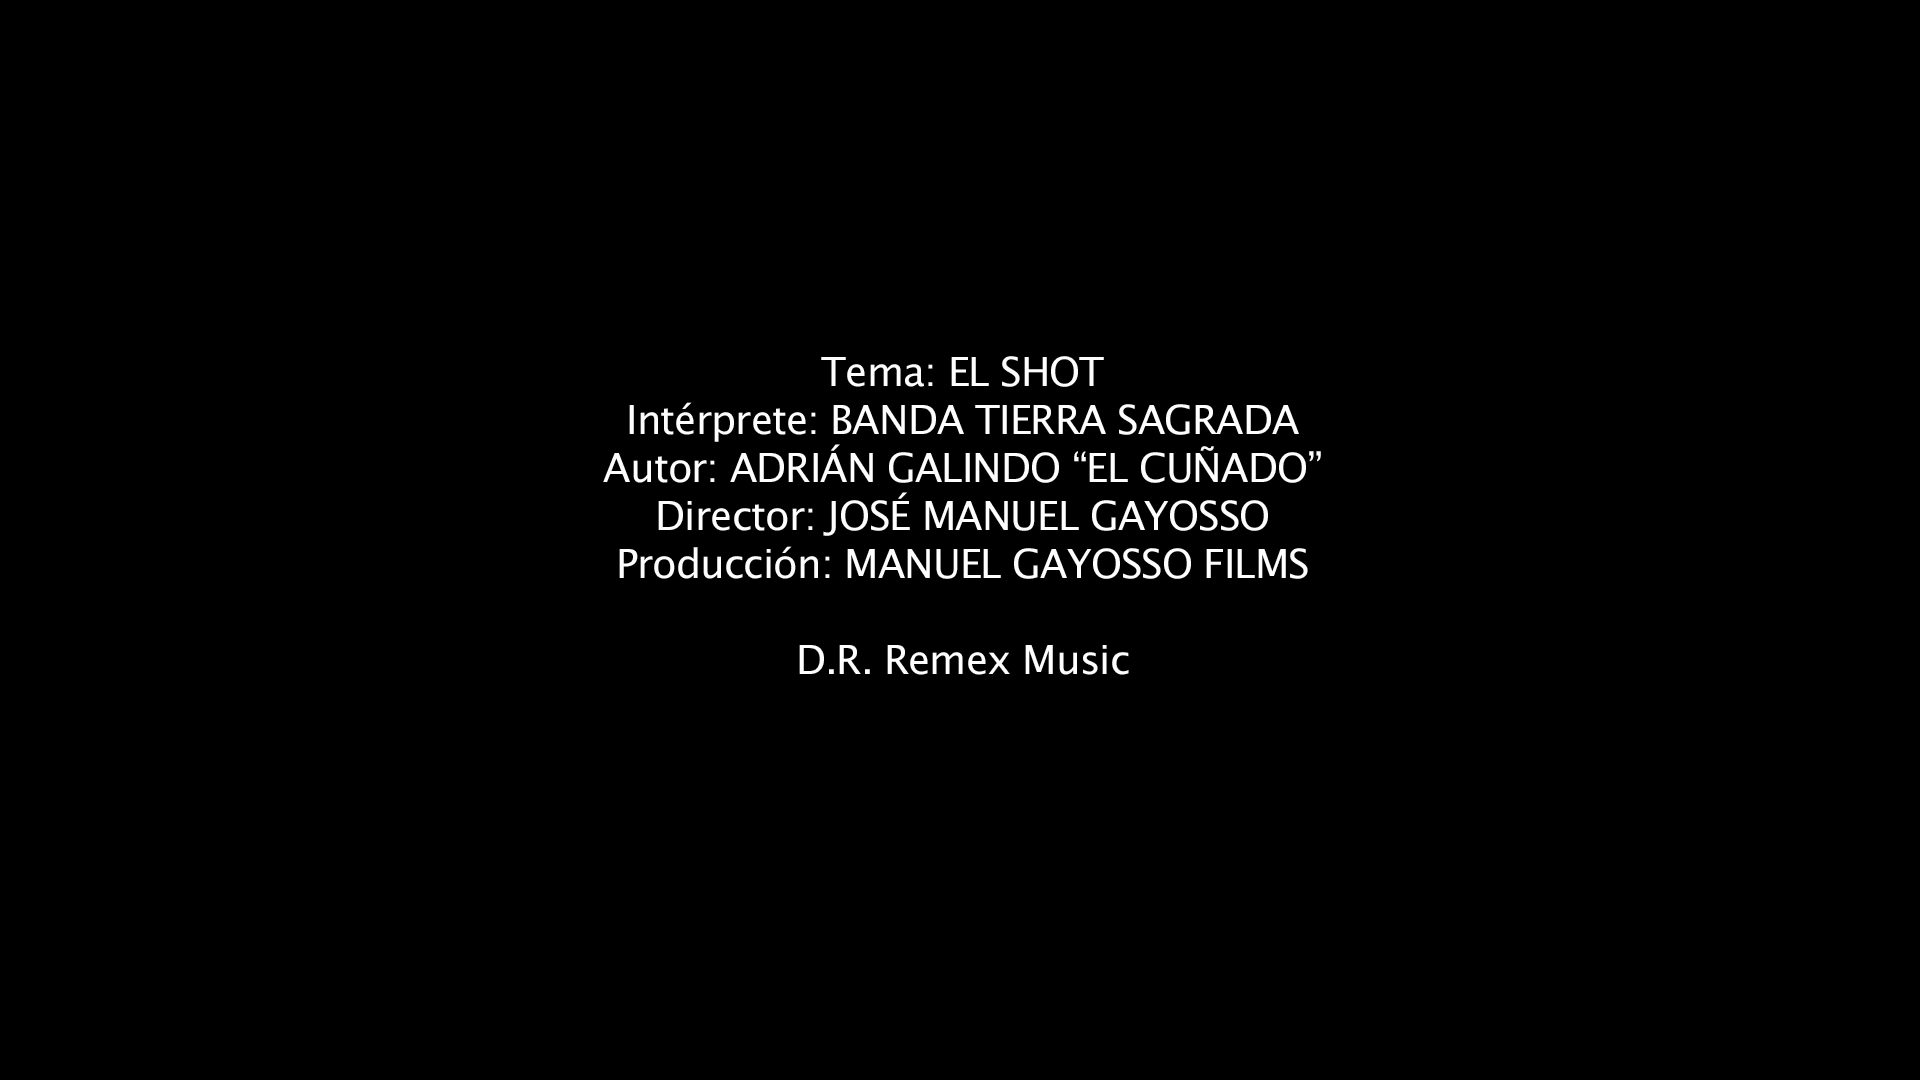 Tema: EL SHOT
Intérprete: BANDA TIERRA SAGRADA
Autor: ADRIÁN GALINDO “EL CUÑADO”
Director: JOSÉ MANUEL GAYOSSO
Producción: MANUEL GAYOSSO FILMS
D.R. Remex Music